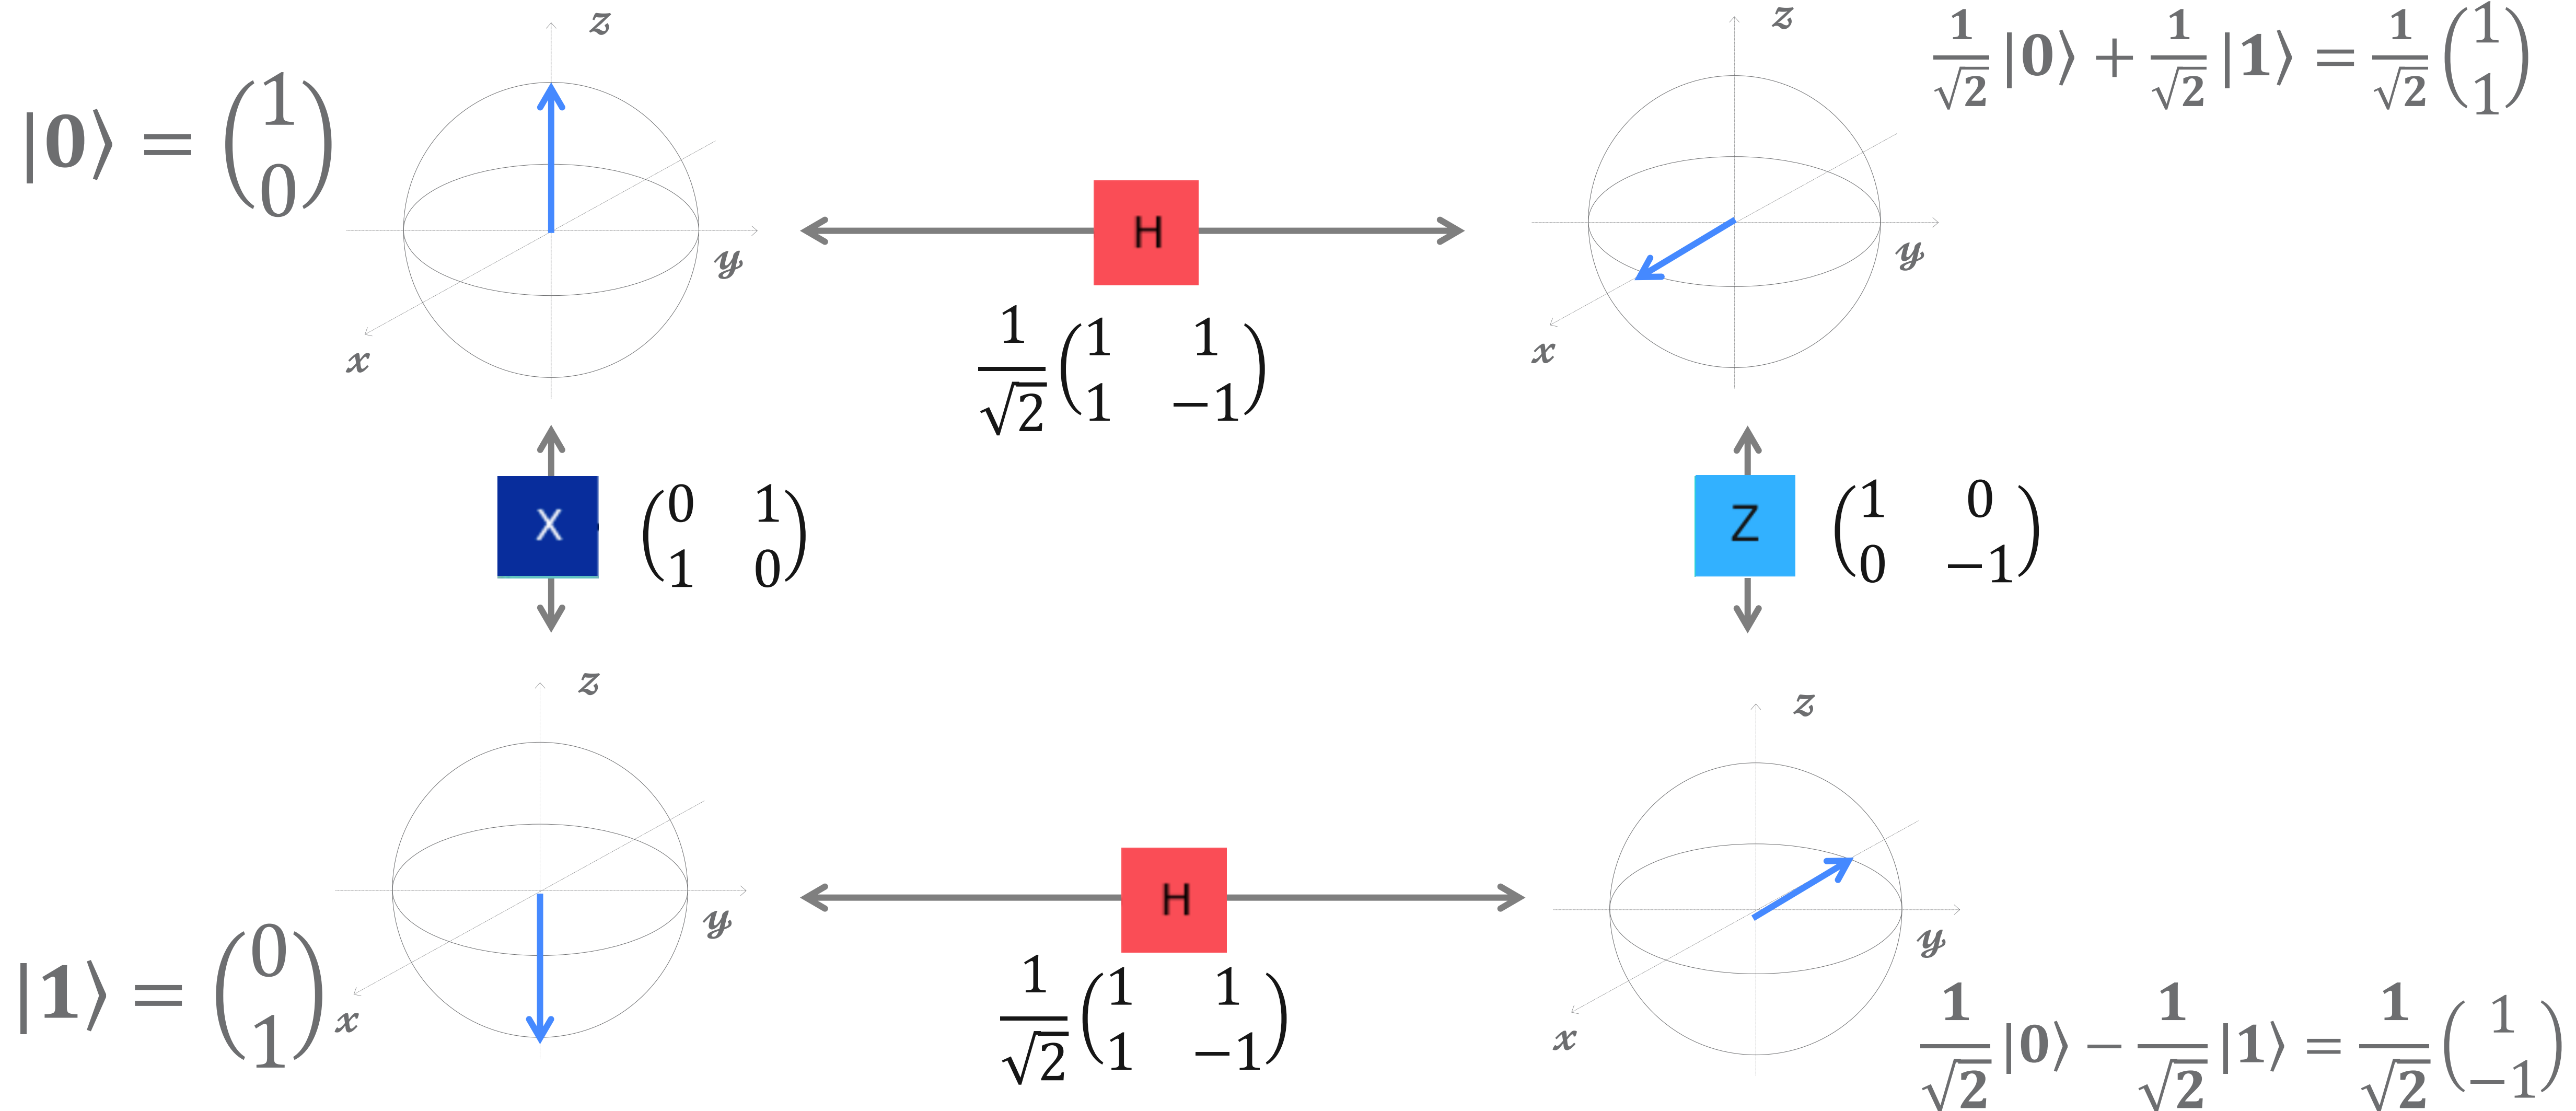 |0⟩ = (1 0)
z
y
x
H
1/√2 (1 1 1 −1)
z
y
x
1/√2 |0⟩ + 1/√2 |1⟩ = 1/√2 (1 1)
X
(0 1 1 0)
Z
(1 0 0 −1)
|1⟩ = (0 1)
z
y
x
H
1/√2 (1 1 1 −1)
z
y
x
1/√2 |0⟩ − 1/√2 |1⟩ = 1/√2 (1 −1)